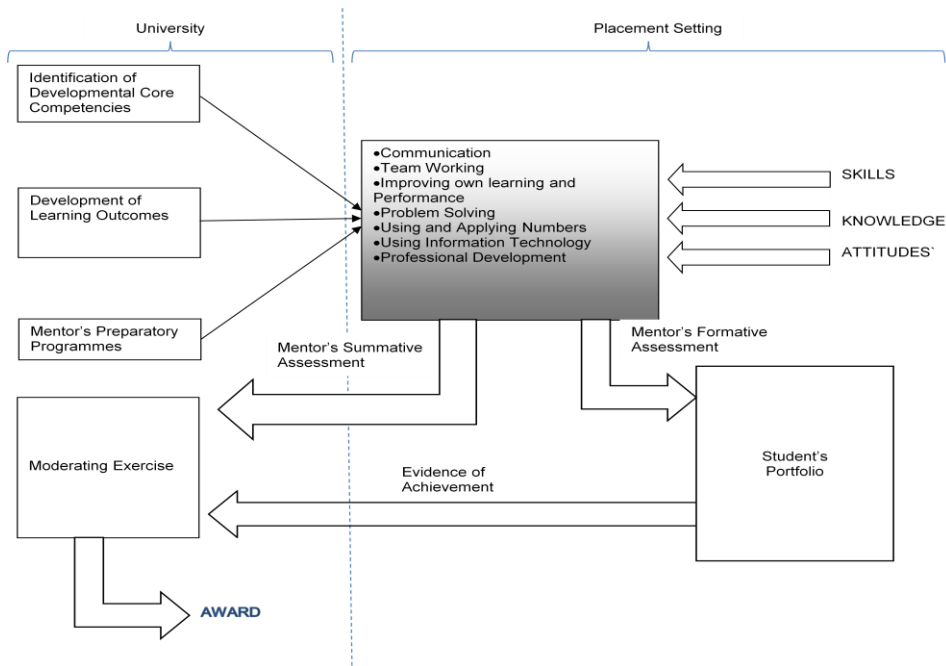 University
Placement Setting
Identification of
Developmental Core
Competencies
Development of
Learning Outcomes
Mentor's Preparatory
Programmes
•Communication
•Team Working
•Improving own learning and
Performance
•Problem Solving
•Using and Applying Numbers
•Using Information Technology
•Professional Development
SKILLS
KNOWLEDGE
ATTITUDES`
Mentor's Summative
Assessment
Mentor's Formative
Assessment
Moderating Exercise
Evidence of
Achievement
Student's
Portfolio
AWARD